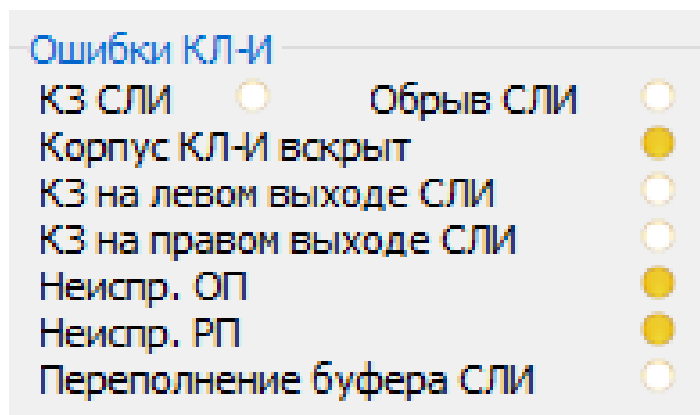 Ошибки КЛ-И
КЗ СЛИ Обрыв СЛИ
Корпус КЛ-И вскрыт
КЗ на левом выходе СЛИ
КЗ на правом выходе СЛИ
Неиспр. ОП
Неиспр. РП
Переполнение буфера СЛИ